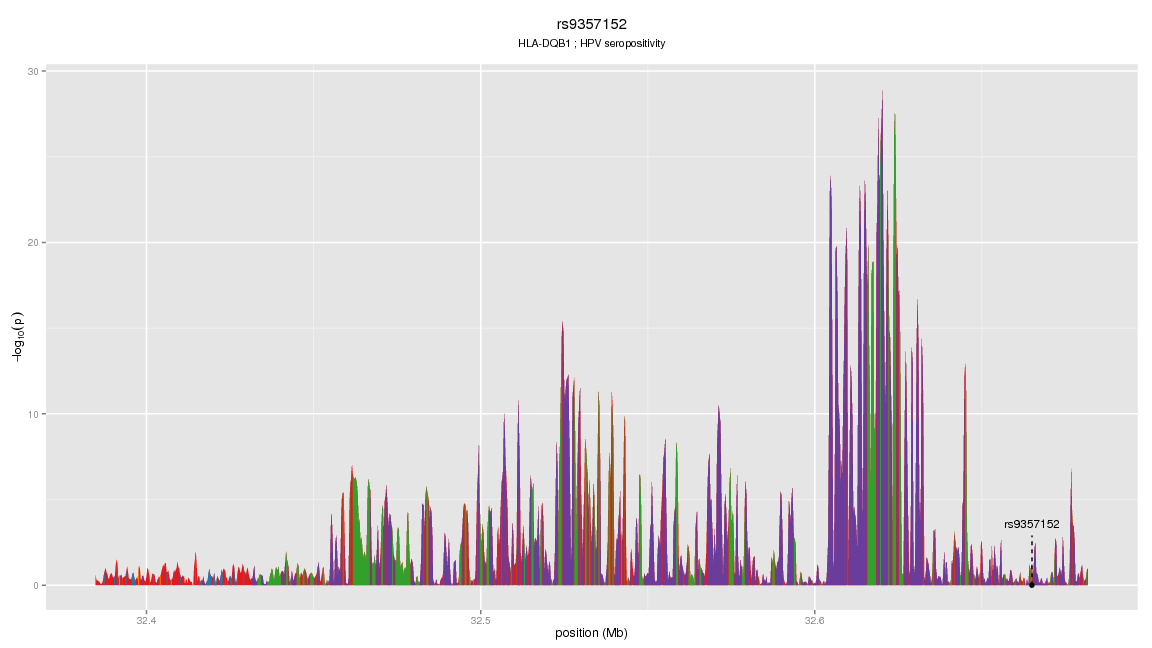 rs9357152
HLA-DQB1 ; HPV seropositivity
30
20
10
0
−log10(p)
rs9357152
32.4 32.5 32.6
position (Mb)